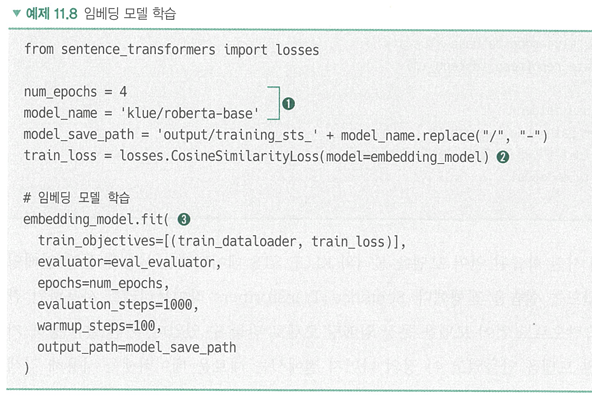 ▼ 예제 11.8 임베딩 모델 학습
from sentence_transformers import losses
num_epochs = 4
model_name = 'klue/roberta-base' ❶
model_save_path = 'output/training_sts_' + model_name.replace("/", "-")
train_loss = losses.CosineSimilarityLoss(model=embedding_model) ❷
# 임베딩 모델 학습
embedding_model.fit( ❸
  train_objectives=[(train_dataloader, train_loss)],
  evaluator=eval_evaluator,
  epochs=num_epochs,
  evaluation_steps=1000,
  warmup_steps=100,
  output_path=model_save_path
)